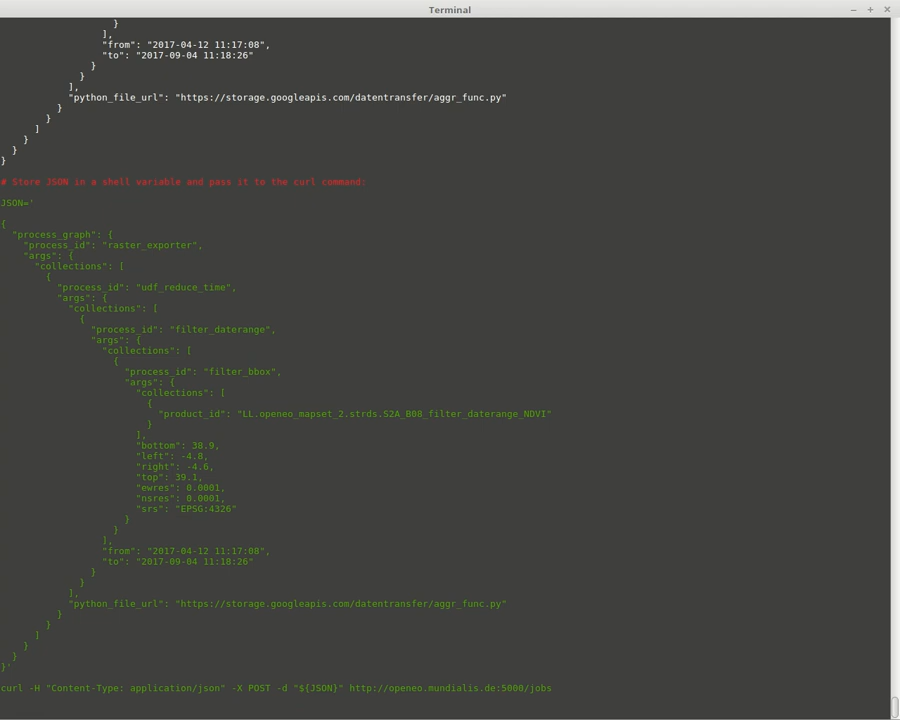 Terminal
}
],
"from": "2017-04-12 11:17:08",
"to": "2017-09-04 11:18:26"
}
}
],
"python_file_url": "https://storage.googleapis.com/datentransfer/aggr_func.py"
}
}
]
}
}
}
# Store JSON in a shell variable and pass it to the curl command:
JSON='
{
"process_graph": {
"process_id": "raster_exporter",
"args": {
"collections": [
{
"process_id": "udf_reduce_time",
"args": {
"collections": [
{
"process_id": "filter_daterange",
"args": {
"collections": [
{
"process_id": "filter_bbox",
"args": {
"collections": [
{
"product_id": "LL.openeo_mapset_2.strds.S2A_B08_filter_daterange_NDVI"
}
],
"bottom": 38.9,
"left": -4.8,
"right": -4.6,
"top": 39.1,
"ewres": 0.0001,
"nsres": 0.0001,
"srs": "EPSG:4326"
}
}
],
"from": "2017-04-12 11:17:08",
"to": "2017-09-04 11:18:26"
}
}
],
"python_file_url": "https://storage.googleapis.com/datentransfer/aggr_func.py"
}
}
]
}
}
}'
curl -H "Content-Type: application/json" -X POST -d "${JSON}" http://openeo.mundialis.de:5000/jobs